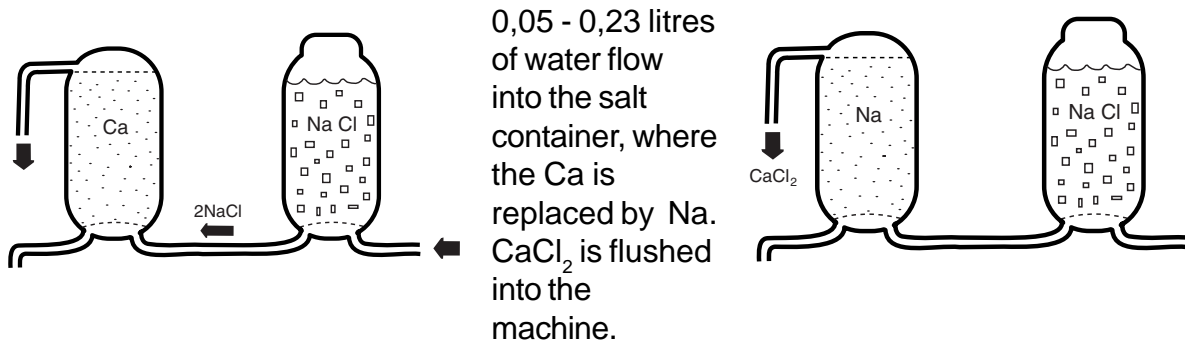 Ca
Na Cl
2NaCl
0,05 - 0,23 litres
of water flow
into the salt
container, where
the Ca is
replaced by Na.
CaCl₂ is flushed
into the
machine.
Na
Na Cl
CaCl₂